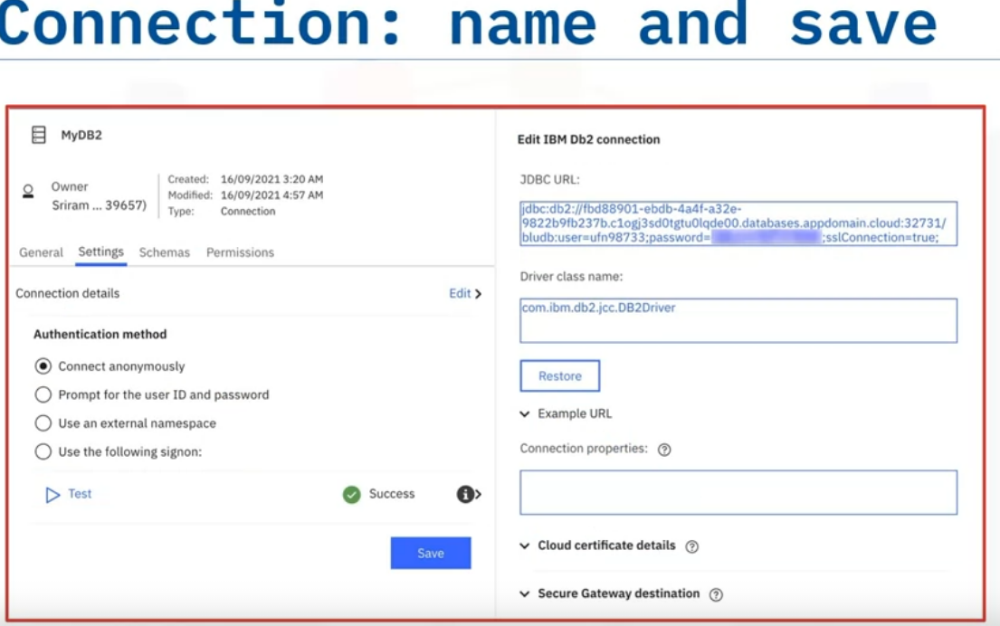 Connection: name and save
MyDB2
Owner
Sriram ... 39657)
Created: 16/09/2021 3:20 AM
Modified: 16/09/2021 4:57 AM
Type: Connection
General Settings Schemas Permissions
Connection details
Edit
Authentication method
Connect anonymously
Prompt for the user ID and password
Use an external namespace
Use the following signon:
Test
Success
Save
Edit IBM Db2 connection
JDBC URL:
jdbc:db2://fbd88901-ebdb-4a4f-a32e-
9822b9fb237b.c1ogj3sd0tgtu0lqde00.databases.appdomain.cloud:32731/
bludb:user=ufn98733;password= ;sslConnection=true;
Driver class name:
com.ibm.db2.jcc.DB2Driver
Restore
Example URL
Connection properties: ?
Cloud certificate details ?
Secure Gateway destination ?